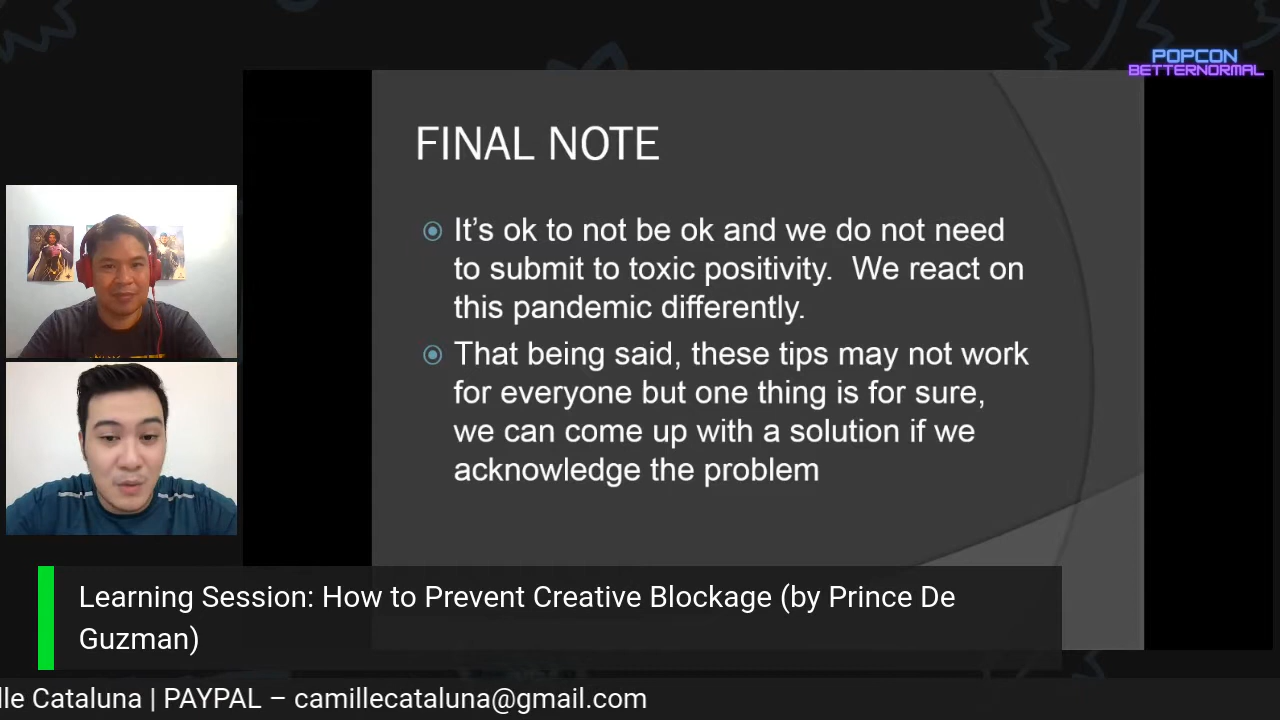 POPCON
BETTERNORMAL
FINAL NOTE
It’s ok to not be ok and we do not need
to submit to toxic positivity.  We react on
this pandemic differently.
That being said, these tips may not work
for everyone but one thing is for sure,
we can come up with a solution if we
acknowledge the problem
Learning Session: How to Prevent Creative Blockage (by Prince De
Guzman)
lle Cataluna | PAYPAL – camillecataluna@gmail.com